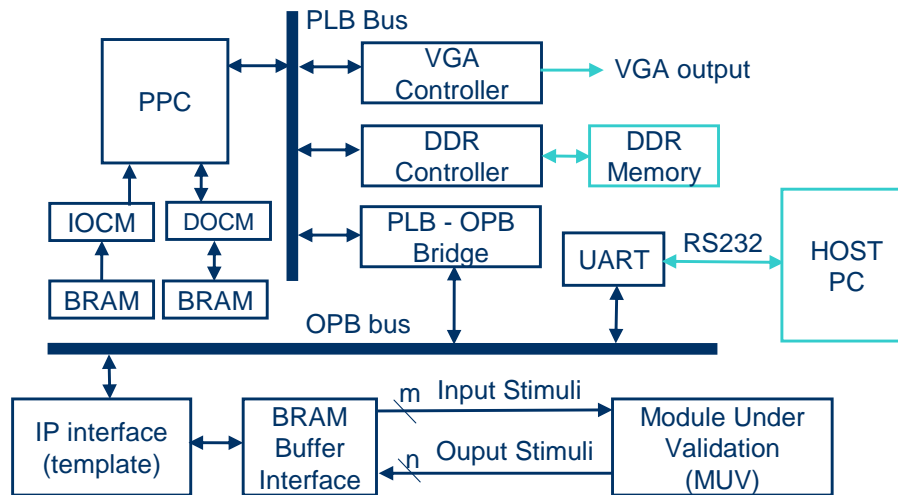 PLB Bus
PPC
VGA
Controller
VGA output
DDR
Controller
DDR
Memory
IOCM
DOCM
PLB - OPB
Bridge
BRAM
BRAM
UART
RS232
HOST
PC
OPB bus
IP interface
(template)
BRAM
Buffer
Interface
m
Input Stimuli
n
Ouput Stimuli
Module Under
Validation
(MUV)